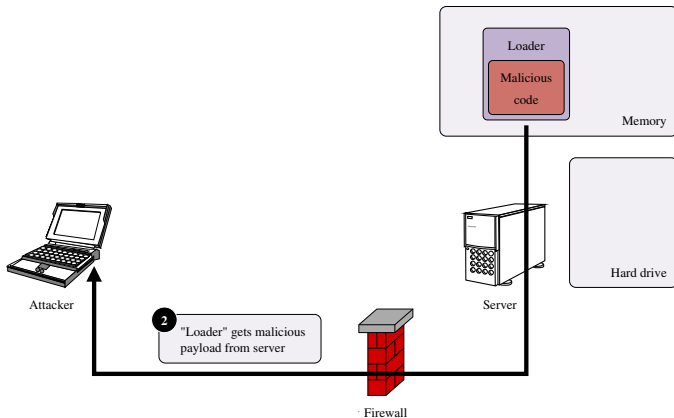 Loader
Malicious
code
Memory
Hard drive
Attacker
Server
2
"Loader" gets malicious
payload from server
Firewall